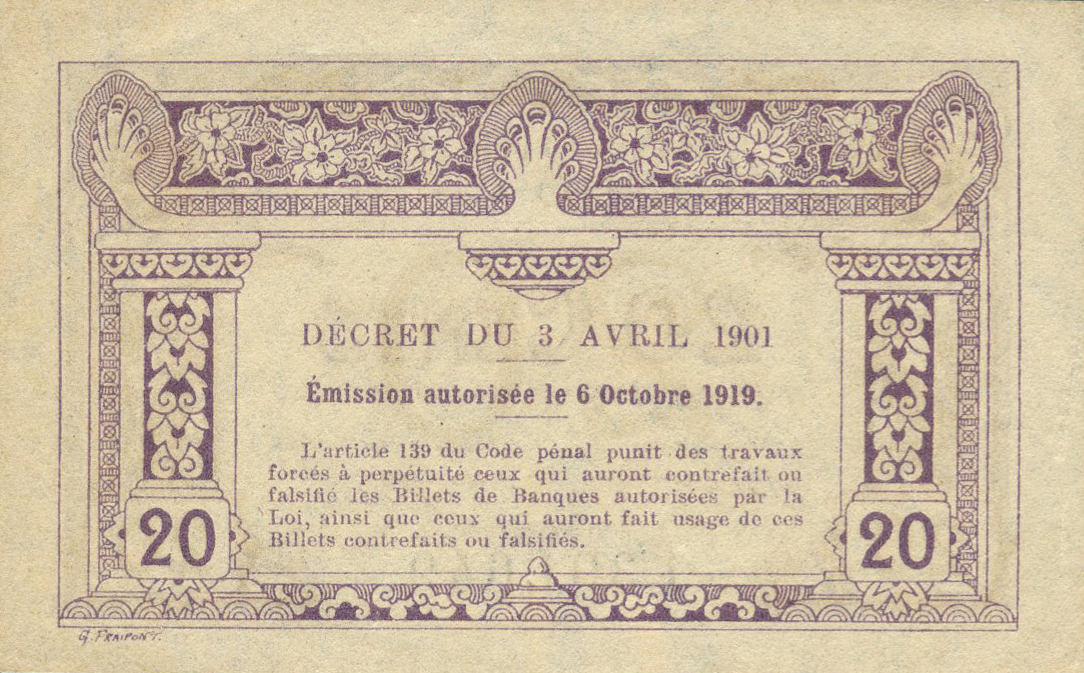 DÉCRET DU 3 AVRIL 1901
Émission autorisée le 6 Octobre 1919.
L'article 139 du Code pénal punit des travaux
forcés à perpétuité ceux qui auront contrefait ou
falsifié les Billets de Banques autorisées par la
Loi, ainsi que ceux qui auront fait usage de ces
Billets contrefaits ou falsifiés.
20
20
G. FRAIPONT.